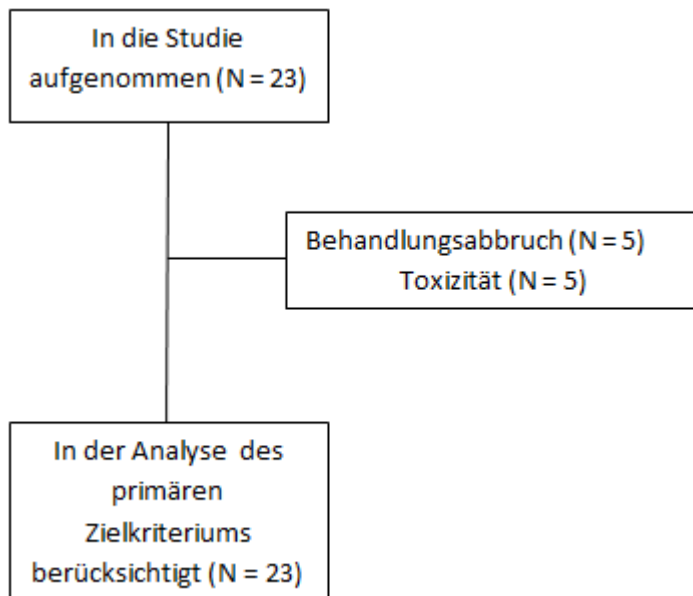 In die Studie
aufgenommen (N = 23)
Behandlungsabbruch (N = 5)
Toxizität (N = 5)
In der Analyse des
primären
Zielkriteriums
berücksichtigt (N = 23)